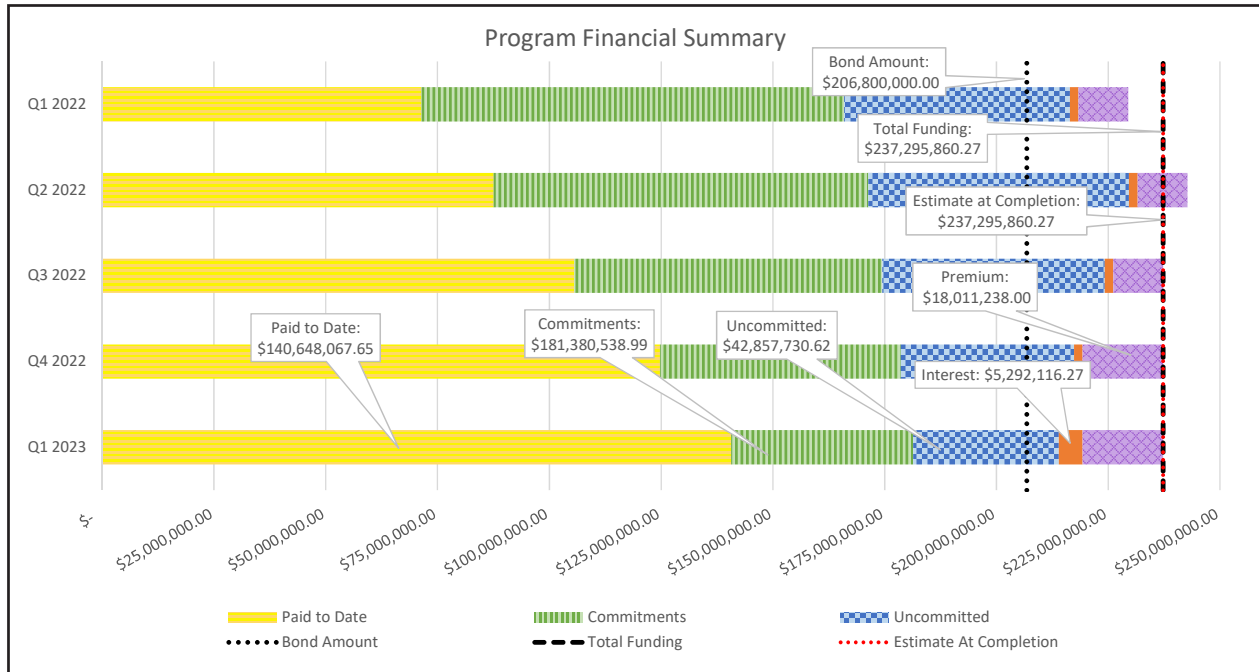 Program Financial Summary
Bond Amount:
$206,800,000.00
Q1 2022
Total Funding:
$237,295,860.27
Q2 2022
Estimate at Completion:
$237,295,860.27
Q3 2022
Premium:
$18,011,238.00
Paid to Date:
$140,648,067.65
Commitments:
$181,380,538.99
Uncommitted:
$42,857,730.62
Q4 2022
Interest: $5,292,116.27
Q1 2023
$-
$25,000,000.00
$50,000,000.00
$75,000,000.00
$100,000,000.00
$125,000,000.00
$150,000,000.00
$175,000,000.00
$200,000,000.00
$225,000,000.00
$250,000,000.00
Paid to Date
Commitments
Uncommitted
Bond Amount
Total Funding
Estimate At Completion